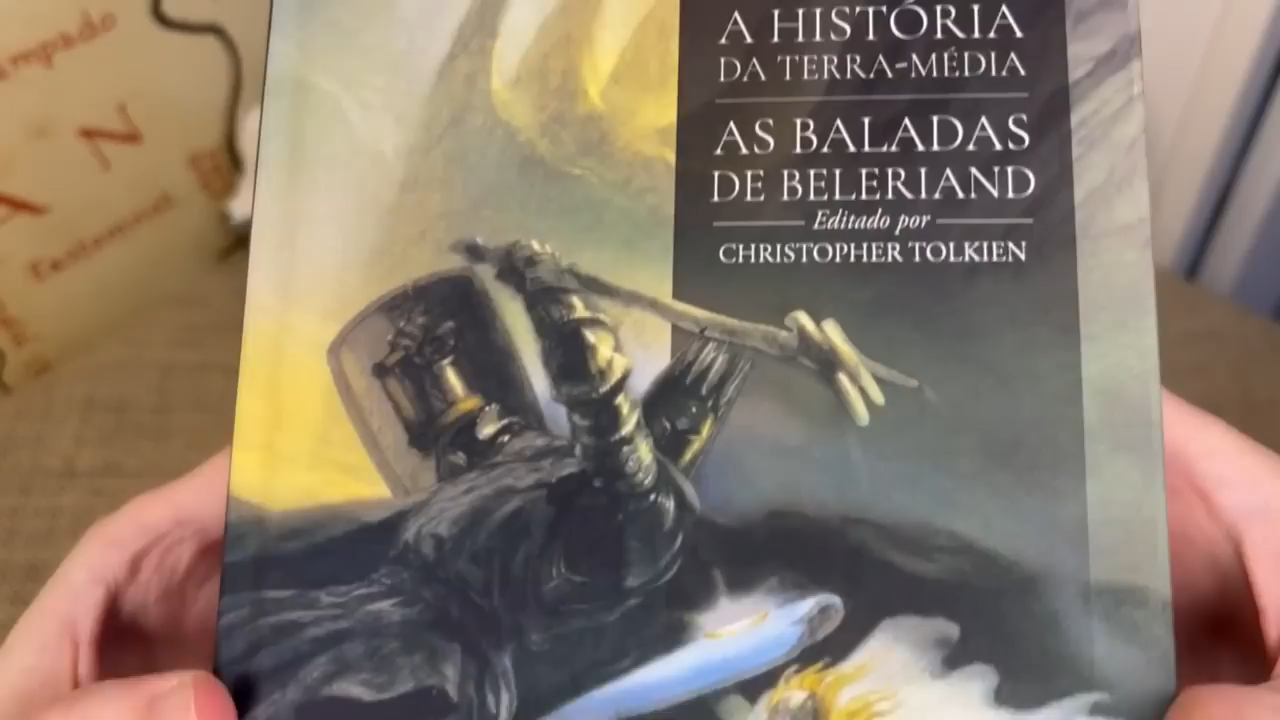 A HISTÓRIA
DA TERRA-MÉDIA
AS BALADAS
DE BELERIAND
Editado por
CHRISTOPHER TOLKIEN